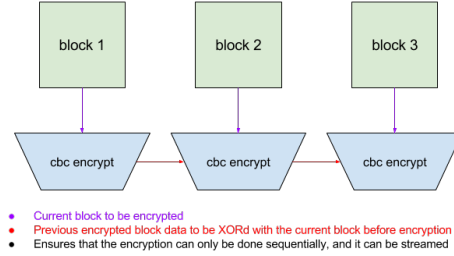 block 1
block 2
block 3
cbc encrypt
cbc encrypt
cbc encrypt
Current block to be encrypted
Previous encrypted block data to be XORd with the current block before encryption
Ensures that the encryption can only be done sequentially, and it can be streamed